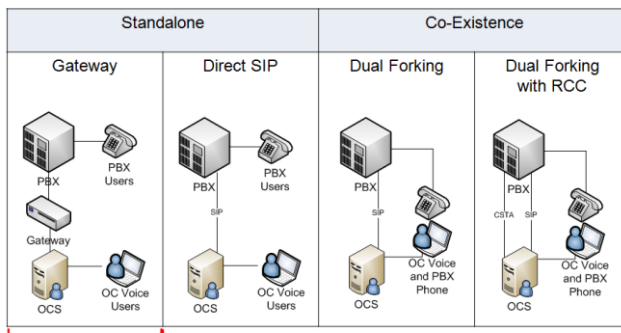 Standalone
Co-Existence
Gateway
Direct SIP
Dual Forking
Dual Forking
with RCC
PBX
PBX
Users
Gateway
OCS
OC Voice
Users
PBX
PBX
Users
SIP
OCS
OC Voice
Users
PBX
SIP
OCS
OC Voice
and PBX
Phone
PBX
CSTA
SIP
OCS
OC Voice
and PBX
Phone